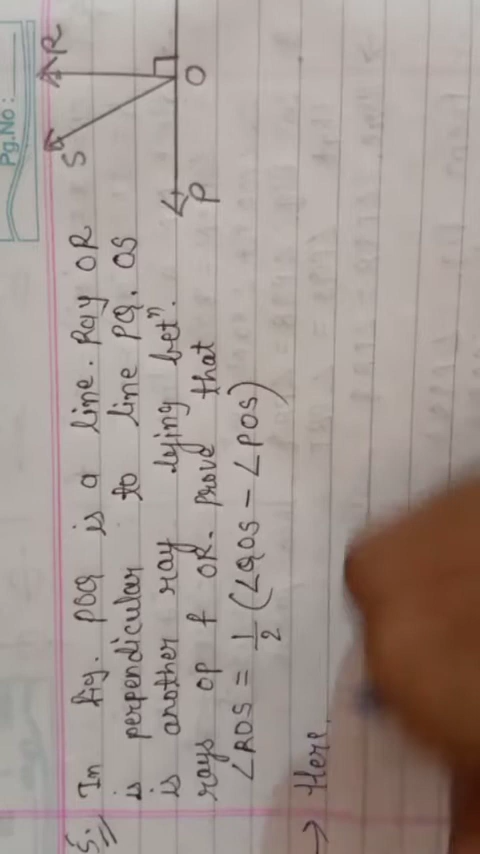 Pg.No:
5. In fig. POQ is a line. Ray OR
is perpendicular to line PQ. OS
is another ray lying betn.
rays OP & OR. prove that
∠ROS = 1/2 (∠QOS - ∠POS)
R
S
O
P
→ Here,